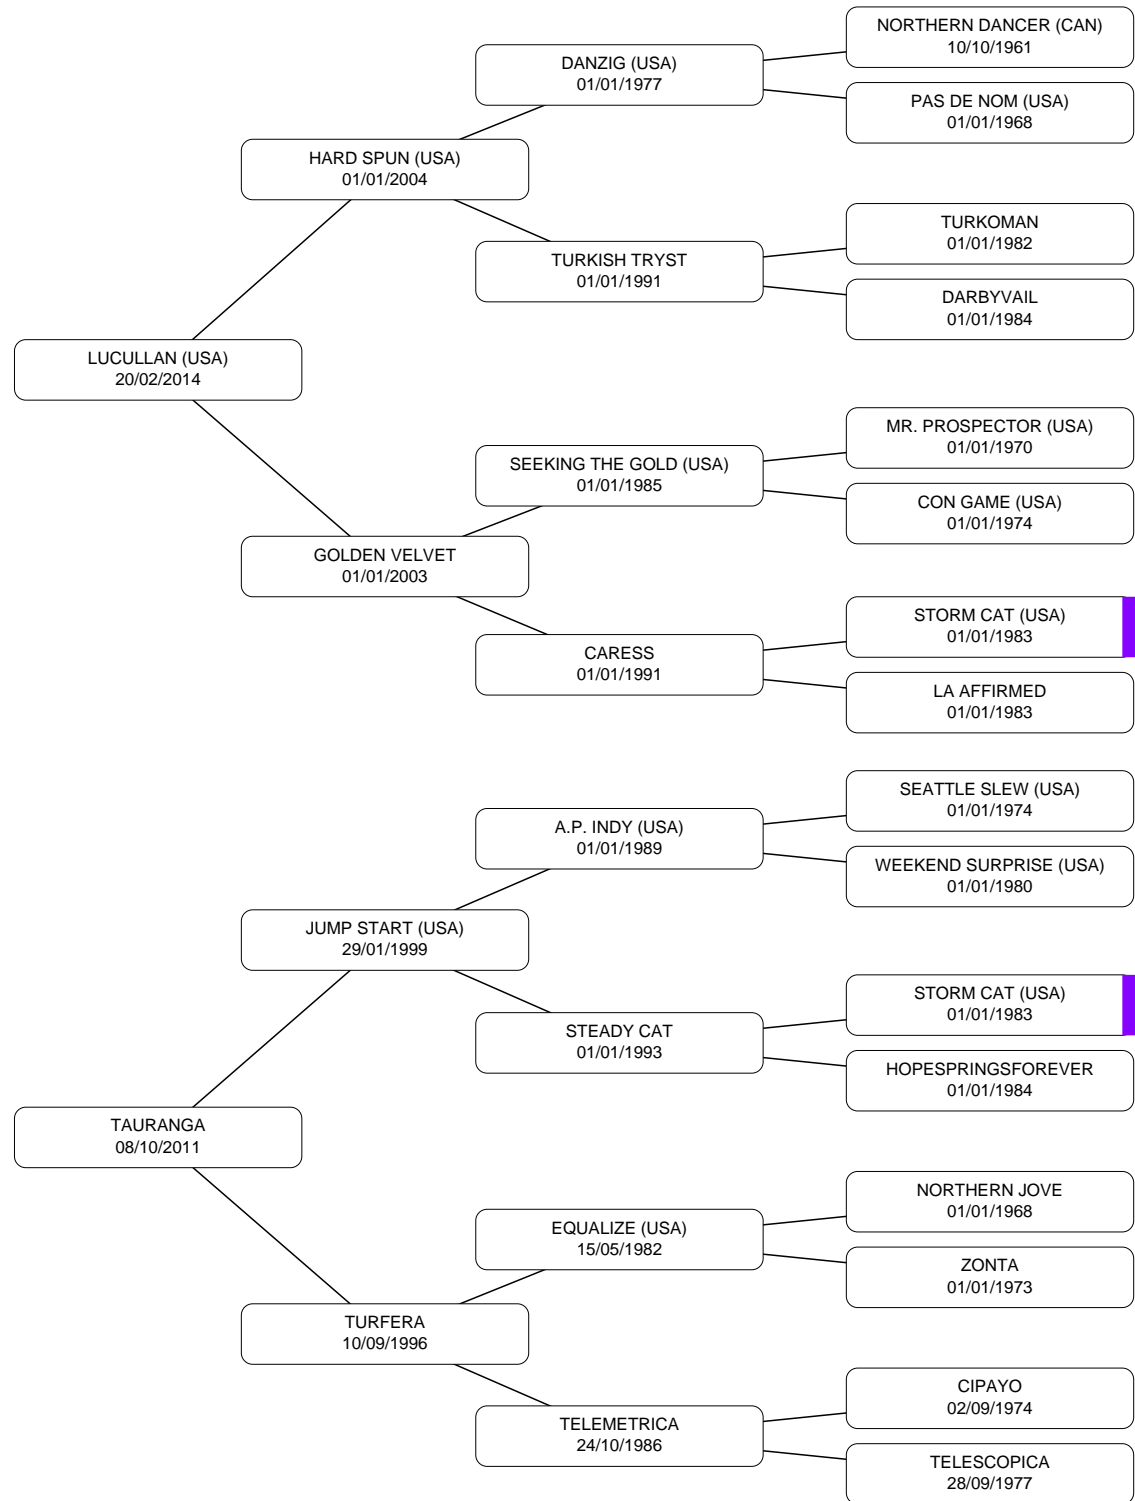 NORTHERN DANCER (CAN)
10/10/1961
DANZIG (USA)
01/01/1977
PAS DE NOM (USA)
01/01/1968
HARD SPUN (USA)
01/01/2004
TURKOMAN
01/01/1982
TURKISH TRYST
01/01/1991
DARBYVAIL
01/01/1984
LUCULLAN (USA)
20/02/2014
MR. PROSPECTOR (USA)
01/01/1970
SEEKING THE GOLD (USA)
01/01/1985
CON GAME (USA)
01/01/1974
GOLDEN VELVET
01/01/2003
STORM CAT (USA)
01/01/1983
CARESS
01/01/1991
LA AFFIRMED
01/01/1983
SEATTLE SLEW (USA)
01/01/1974
A.P. INDY (USA)
01/01/1989
WEEKEND SURPRISE (USA)
01/01/1980
JUMP START (USA)
29/01/1999
STORM CAT (USA)
01/01/1983
STEADY CAT
01/01/1993
HOPESPRINGSFOREVER
01/01/1984
TAURANGA
08/10/2011
NORTHERN JOVE
01/01/1968
EQUALIZE (USA)
15/05/1982
ZONTA
01/01/1973
TURFERA
10/09/1996
CIPAYO
02/09/1974
TELEMETRICA
24/10/1986
TELESCOPICA
28/09/1977